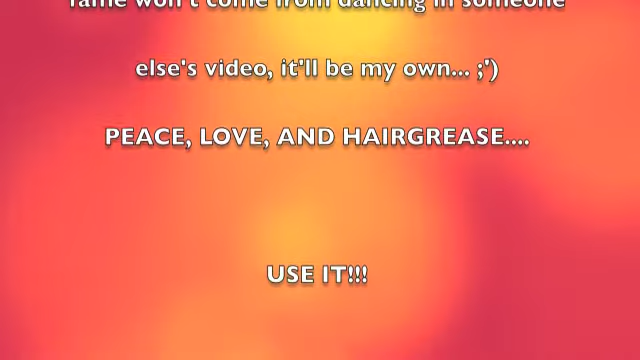 fame won't come from dancing in someone
else's video, it'll be my own... ;')
PEACE, LOVE, AND HAIRGREASE....
USE IT!!!